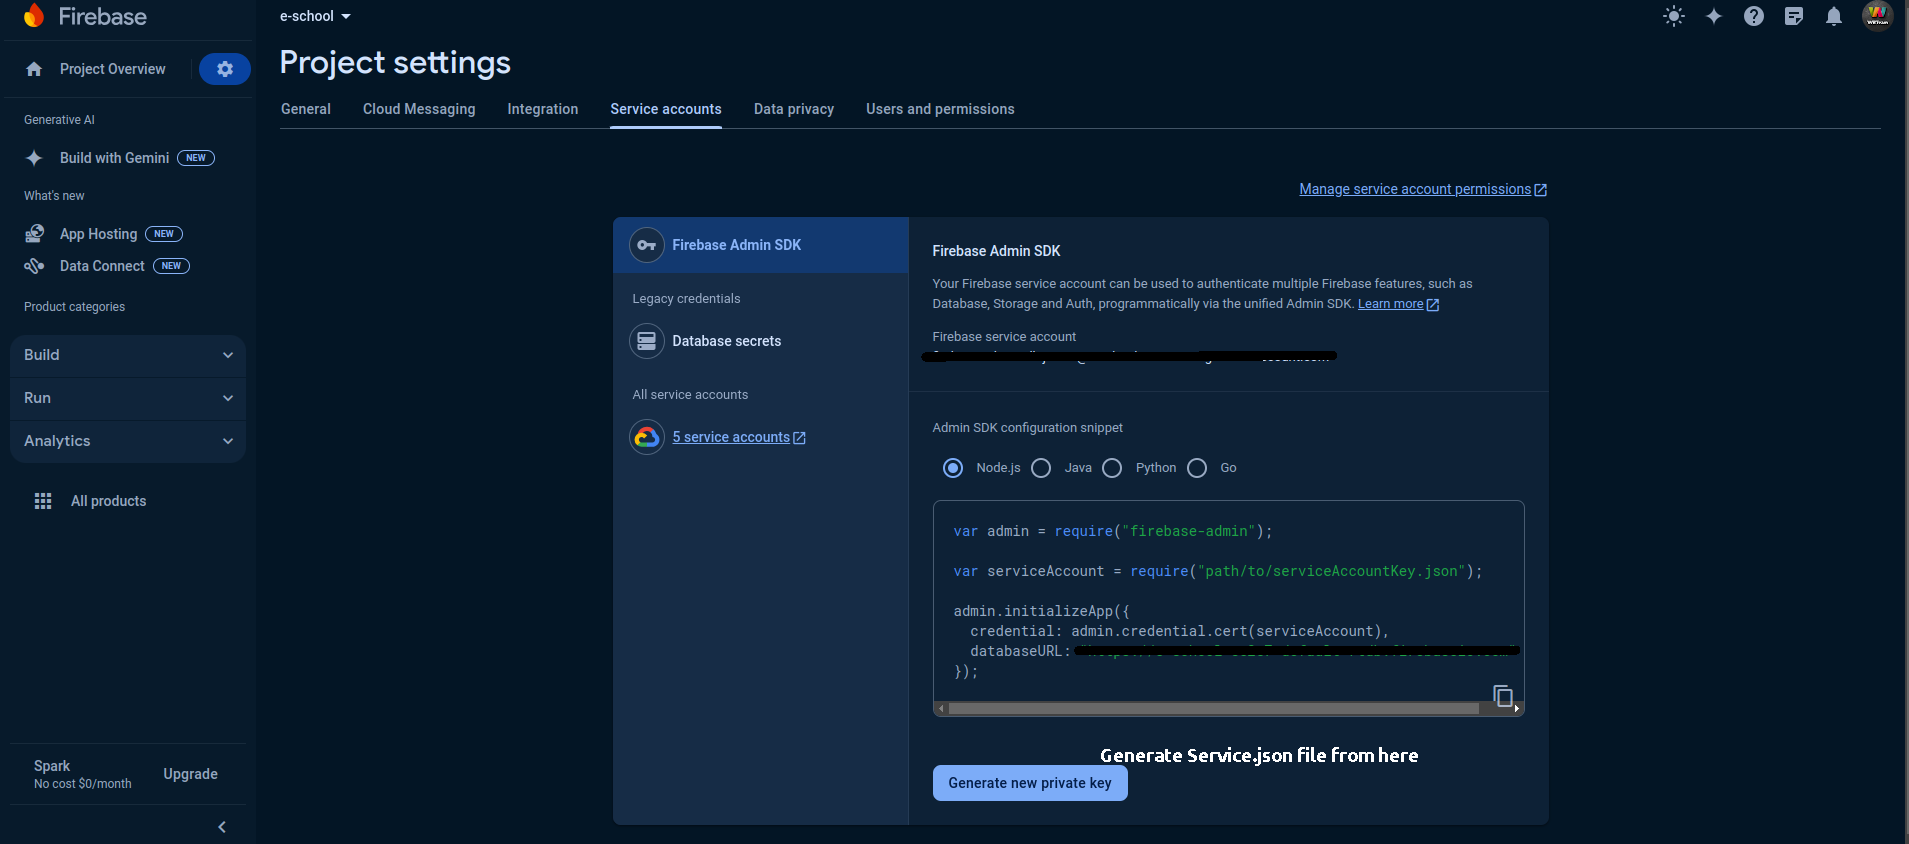 Firebase
e-school
Project Overview
Project settings
General Cloud Messaging Integration Service accounts Data privacy Users and permissions
Generative AI
Build with Gemini NEW
What's new
App Hosting NEW
Data Connect NEW
Product categories
Build
Run
Analytics
All products
Spark
No cost $0/month
Upgrade
Manage service account permissions
Firebase Admin SDK
Legacy credentials
Database secrets
All service accounts
5 service accounts
Firebase Admin SDK
Your Firebase service account can be used to authenticate multiple Firebase features, such as
Database, Storage and Auth, programmatically via the unified Admin SDK. Learn more
Firebase service account
Admin SDK configuration snippet
Node.js Java Python Go
var admin = require("firebase-admin");
var serviceAccount = require("path/to/serviceAccountKey.json");
admin.initializeApp({
credential: admin.credential.cert(serviceAccount),
databaseURL:
});
Generate Service.json file from here
Generate new private key